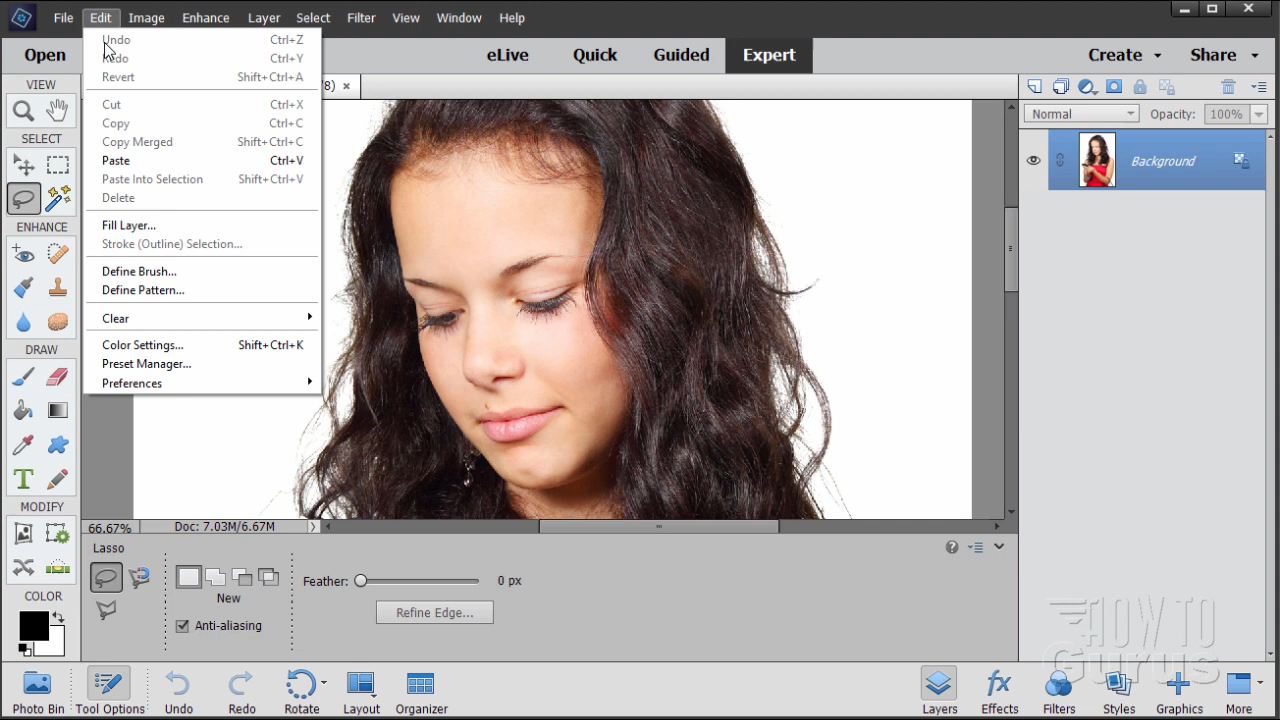 File Edit Image Enhance Layer Select Filter View Window Help
Open eLive Quick Guided Expert Create Share
Undo Ctrl+Z
Redo Ctrl+Y
Revert Shift+Ctrl+A
Cut Ctrl+X
Copy Ctrl+C
Copy Merged Shift+Ctrl+C
Paste Ctrl+V
Paste Into Selection Shift+Ctrl+V
Delete
Fill Layer...
Stroke (Outline) Selection...
Define Brush...
Define Pattern...
Clear
Color Settings... Shift+Ctrl+K
Preset Manager...
Preferences
8)
VIEW
SELECT
ENHANCE
DRAW
MODIFY
COLOR
Normal Opacity: 100%
Background
66.67% Doc: 7.03M/6.67M
Lasso
New
Anti-aliasing
Feather: 0 px
Refine Edge...
HOW TO
Gurus
Photo Bin Tool Options Undo Redo Rotate Layout Organizer Layers Effects Filters Styles Graphics More